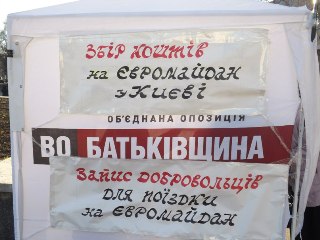 Збір коштів
на ЄВРОМАЙДАН
у Києві
ОБ'ЄДНАНА ОПОЗИЦІЯ
ВО БАТЬКІВЩИНА
Запис добровольців
для поїздки
на ЄВРОМАЙДАН